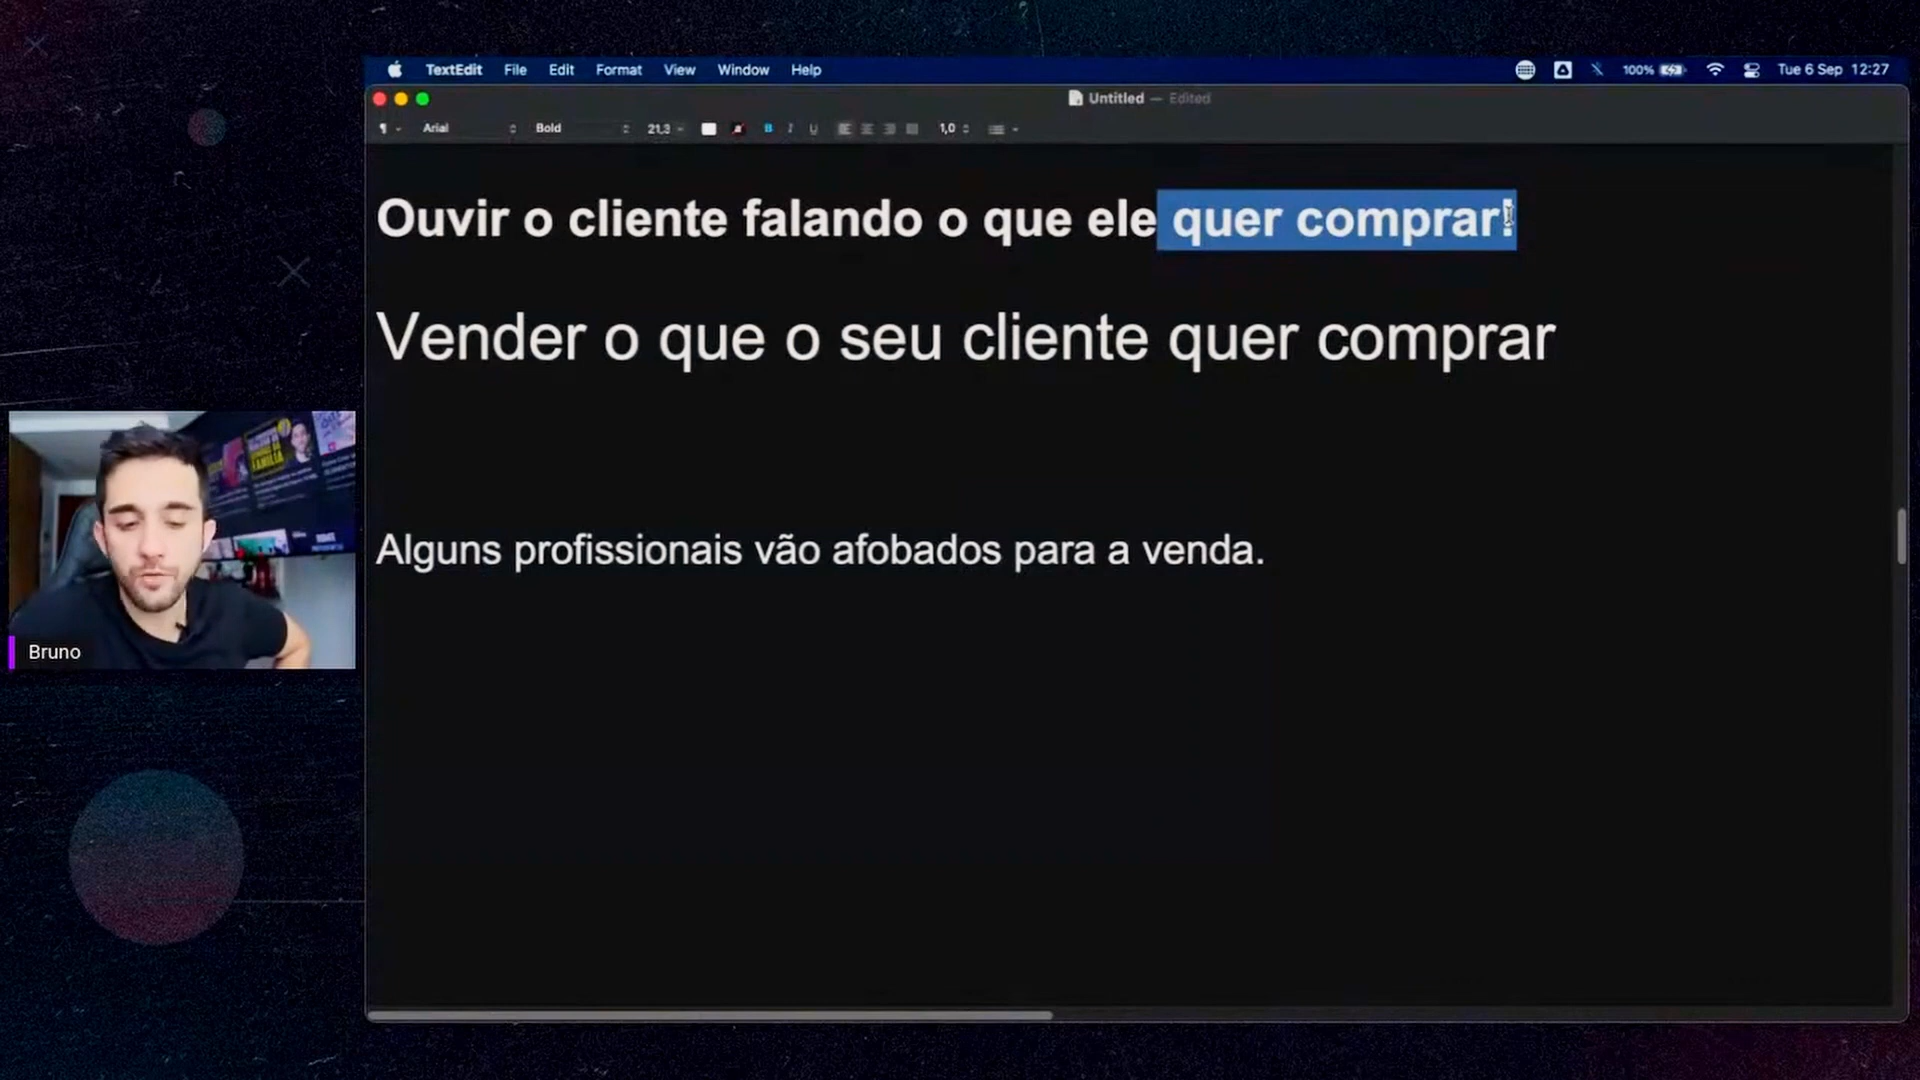 TextEdit File Edit Format View Window Help 100% Tue 6 Sep 12:27
Untitled — Edited
¶ Arial Bold 21,3 B I U 1,0
Ouvir o cliente falando o que ele quer comprar!
Vender o que o seu cliente quer comprar
FAMÍLIA
Alguns profissionais vão afobados para a venda.
Bruno